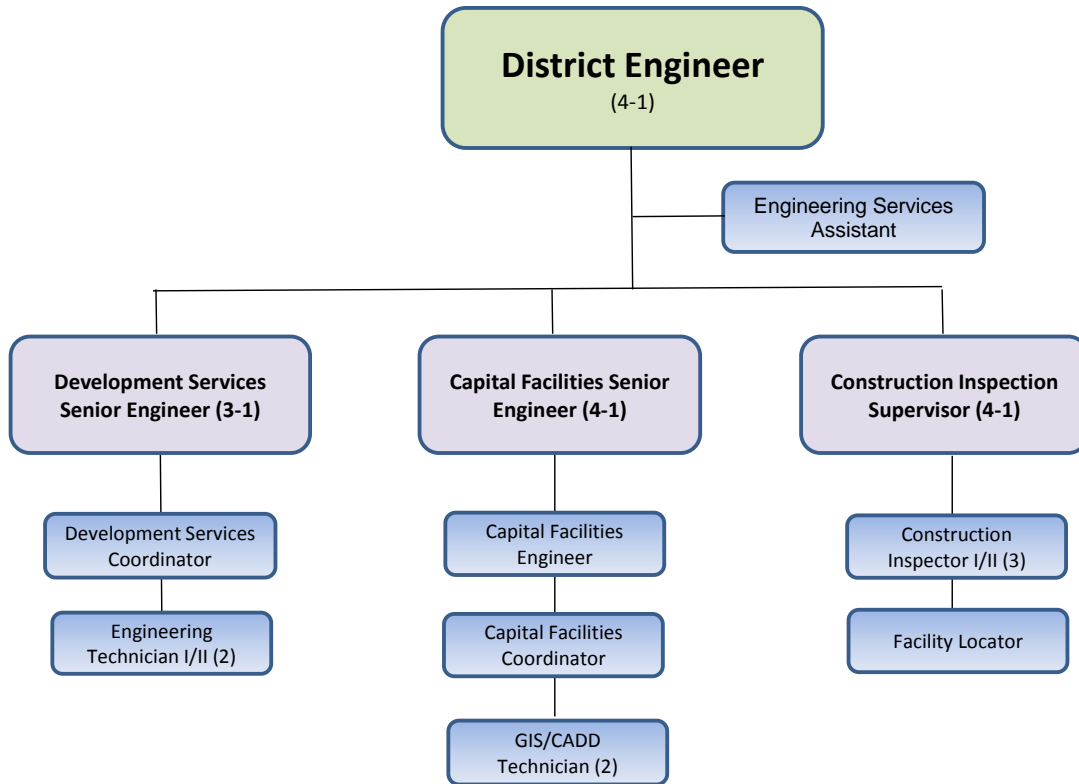 District Engineer
(4-1)
Engineering Services
Assistant
Development Services
Senior Engineer (3-1)
Capital Facilities Senior
Engineer (4-1)
Construction Inspection
Supervisor (4-1)
Development Services
Coordinator
Engineering
Technician I/II (2)
Capital Facilities
Engineer
Capital Facilities
Coordinator
GIS/CADD
Technician (2)
Construction
Inspector I/II (3)
Facility Locator